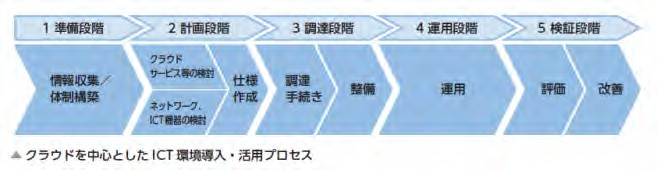 1 準備段階
2 計画段階
3 調達段階
4 運用段階
5 検証段階
情報収集／
体制構築
クラウド
サービス等の検討
ネットワーク、
ICT機器の検討
仕様
作成
調達
手続き
整備
運用
評価
改善
▲ クラウドを中心としたICT環境導入・活用プロセス